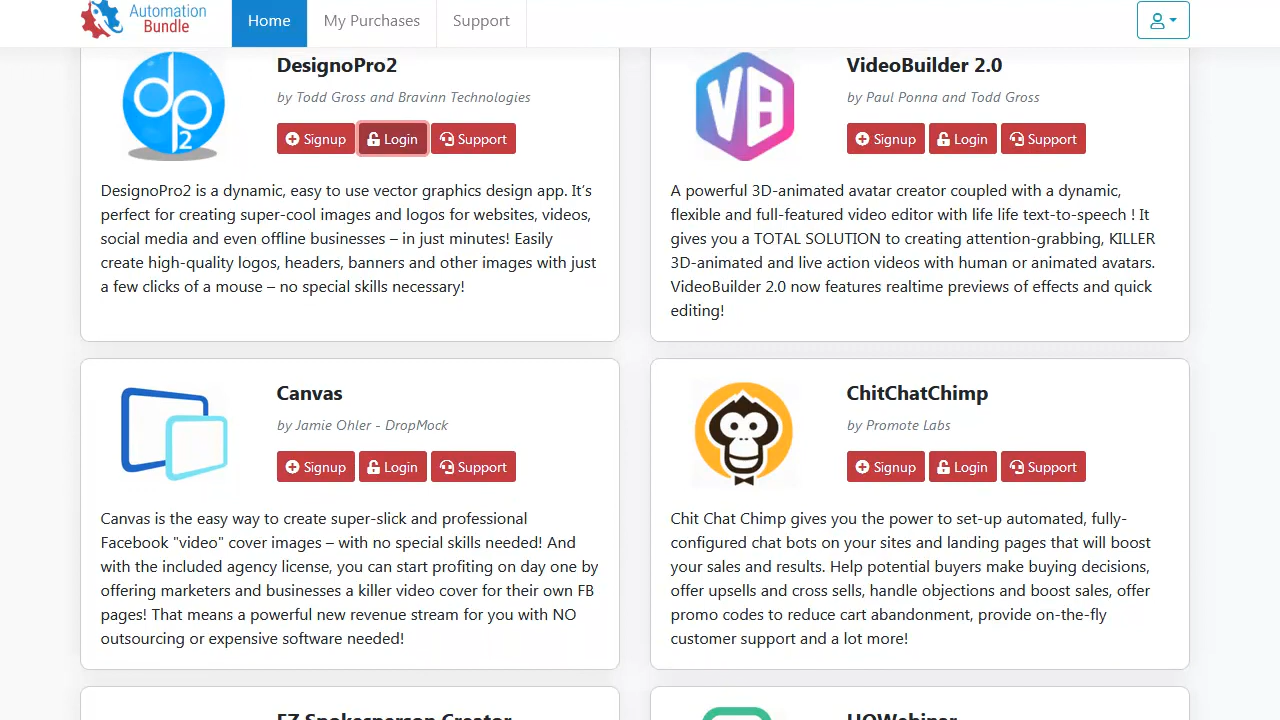 Automation
Bundle
Home
My Purchases
Support
DesignoPro2
by Todd Gross and Bravinn Technologies
Signup
Login
Support
dp
2
DesignoPro2 is a dynamic, easy to use vector graphics design app. It’s
perfect for creating super-cool images and logos for websites, videos,
social media and even offline businesses – in just minutes! Easily
create high-quality logos, headers, banners and other images with just
a few clicks of a mouse – no special skills necessary!
VB
VideoBuilder 2.0
by Paul Ponna and Todd Gross
Signup
Login
Support
A powerful 3D-animated avatar creator coupled with a dynamic,
flexible and full-featured video editor with life life text-to-speech ! It
gives you a TOTAL SOLUTION to creating attention-grabbing, KILLER
3D-animated and live action videos with human or animated avatars.
VideoBuilder 2.0 now features realtime previews of effects and quick
editing!
Canvas
by Jamie Ohler - DropMock
Signup
Login
Support
Canvas is the easy way to create super-slick and professional
Facebook "video" cover images – with no special skills needed! And
with the included agency license, you can start profiting on day one by
offering marketers and businesses a killer video cover for their own FB
pages! That means a powerful new revenue stream for you with NO
outsourcing or expensive software needed!
ChitChatChimp
by Promote Labs
Signup
Login
Support
Chit Chat Chimp gives you the power to set-up automated, fully-
configured chat bots on your sites and landing pages that will boost
your sales and results. Help potential buyers make buying decisions,
offer upsells and cross sells, handle objections and boost sales, offer
promo codes to reduce cart abandonment, provide on-the-fly
customer support and a lot more!
EZ Spokesperson Creator